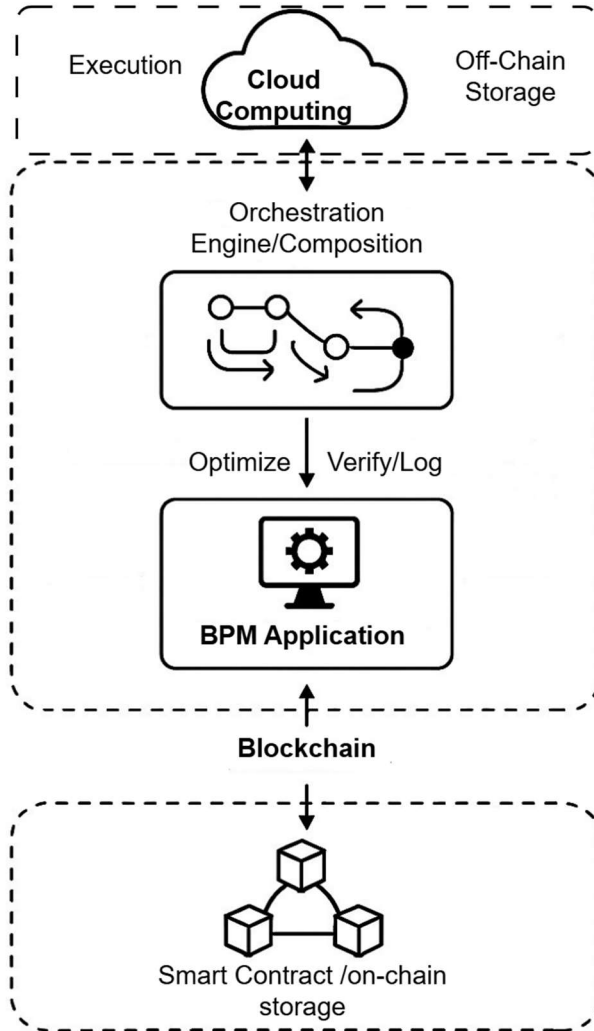 Execution
Cloud
Computing
Off-Chain
Storage
Orchestration
Engine/Composition
Optimize
Verify/Log
BPM Application
Blockchain
Smart Contract /on-chain
storage